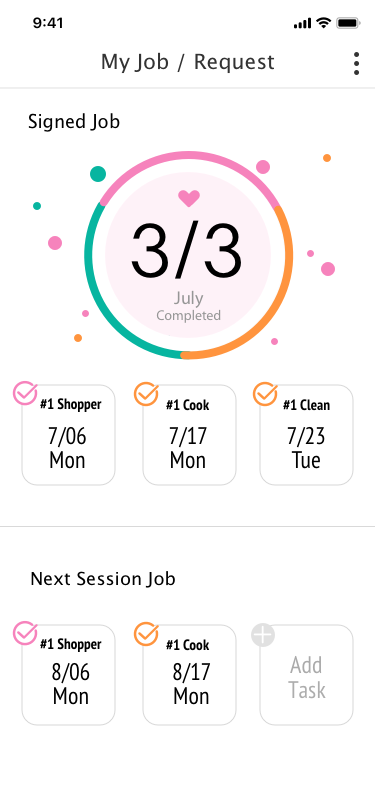 9:41
My Job / Request
Signed Job
3/3
July
Completed
#1 Shopper
7/06
Mon
#1 Cook
7/17
Mon
#1 Clean
7/23
Tue
Next Session Job
#1 Shopper
8/06
Mon
#1 Cook
8/17
Mon
Add
Task